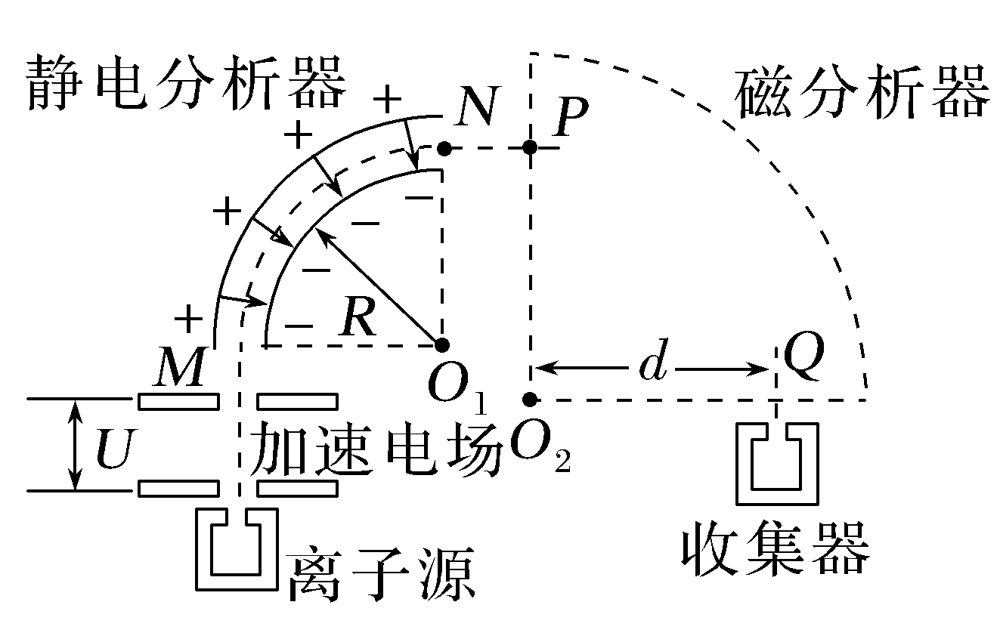 静电分析器
磁分析器
+ + + +
N
P
− − − −
R
M
O₁
d
Q
U
加速电场
O₂
离子源
收集器